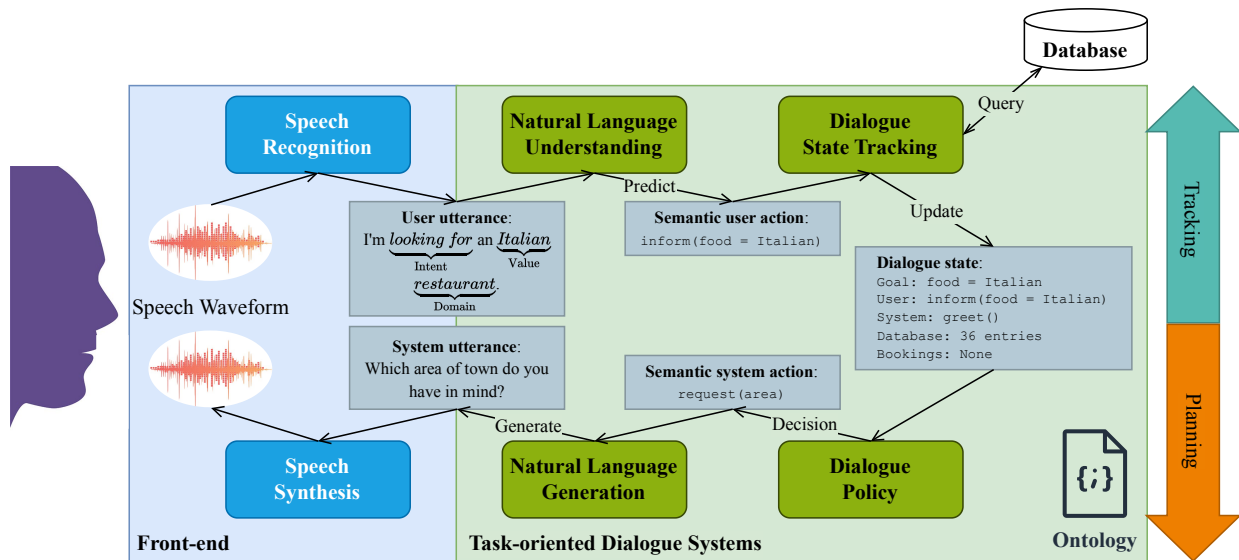 Database
Query
Speech
Recognition
Natural Language
Understanding
Dialogue
State Tracking
Predict
Update
User utterance:
I'm looking for an Italian
Intent
Value
restaurant.
Domain
Semantic user action:
inform(food = Italian)
Dialogue state:
Goal: food = Italian
User: inform(food = Italian)
System: greet()
Database: 36 entries
Bookings: None
Speech Waveform
System utterance:
Which area of town do you
have in mind?
Semantic system action:
request(area)
Generate
Decision
Speech
Synthesis
Natural Language
Generation
Dialogue
Policy
{;}
Front-end
Task-oriented Dialogue Systems
Ontology
Tracking
Planning